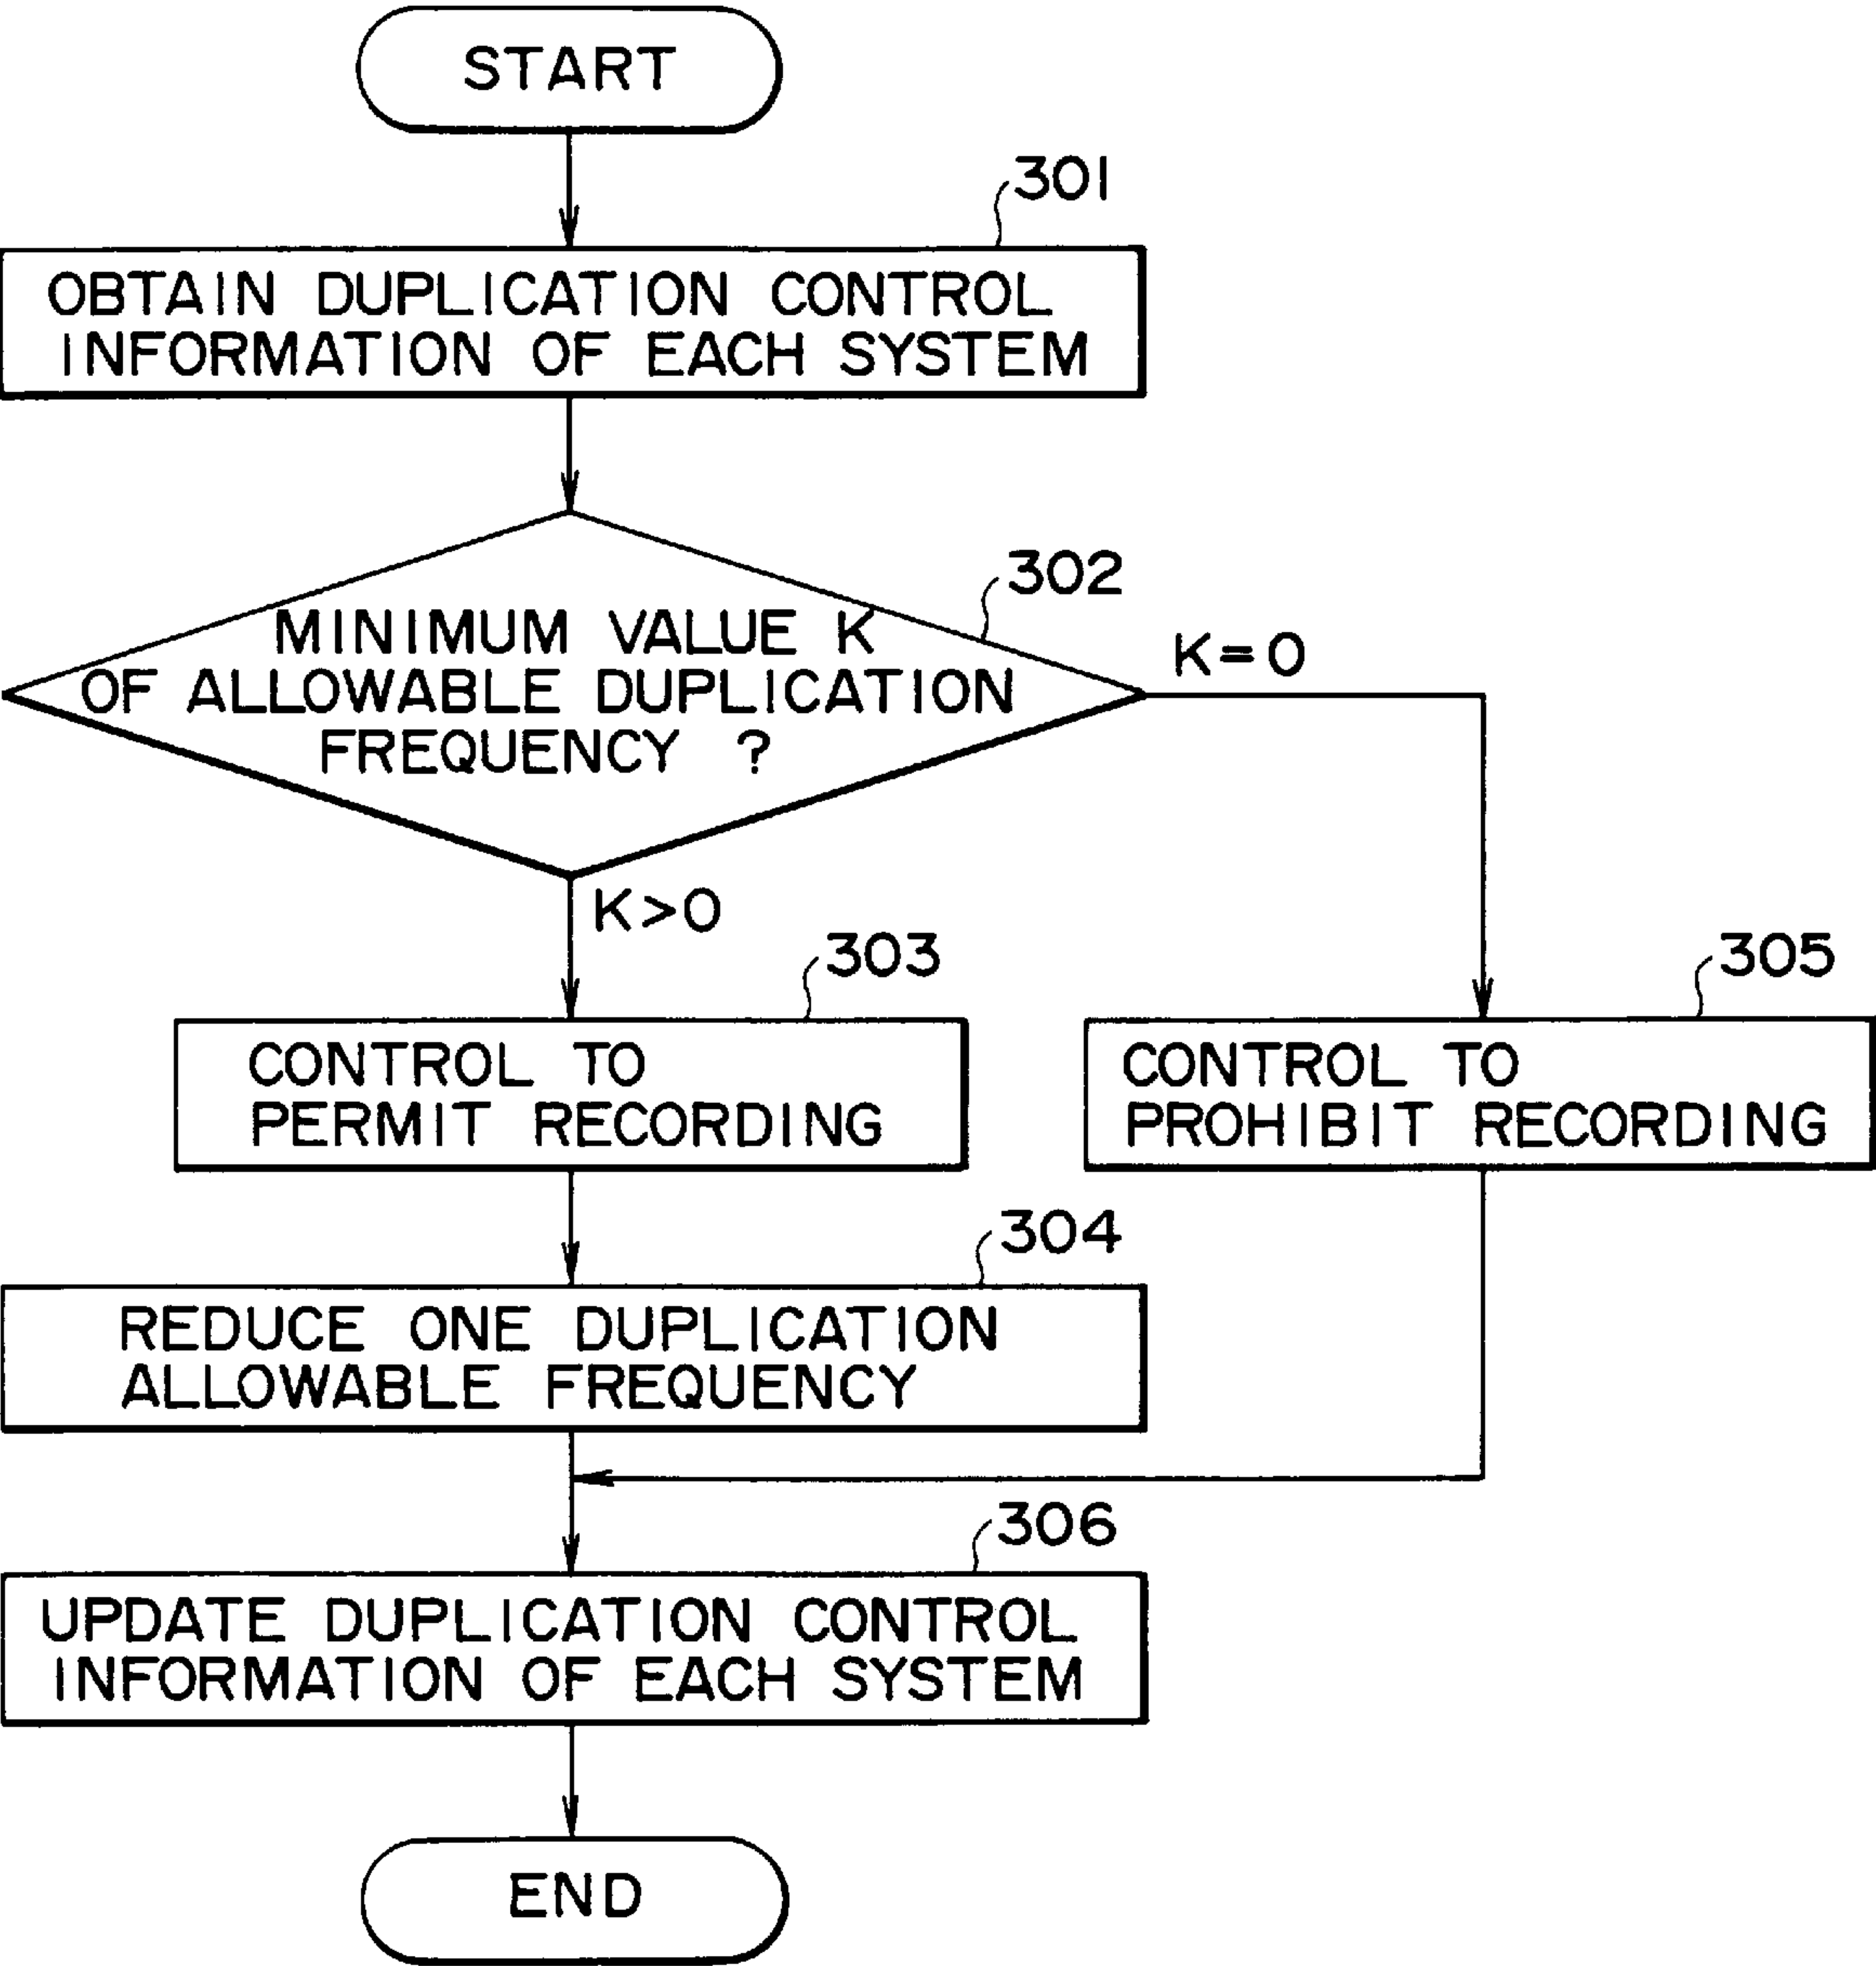 START
301
OBTAIN DUPLICATION CONTROL
INFORMATION OF EACH SYSTEM
302
MINIMUM VALUE K
OF ALLOWABLE DUPLICATION
FREQUENCY ?
K=0
K>0
303
CONTROL TO
PERMIT RECORDING
305
CONTROL TO
PROHIBIT RECORDING
304
REDUCE ONE DUPLICATION
ALLOWABLE FREQUENCY
306
UPDATE DUPLICATION CONTROL
INFORMATION OF EACH SYSTEM
END